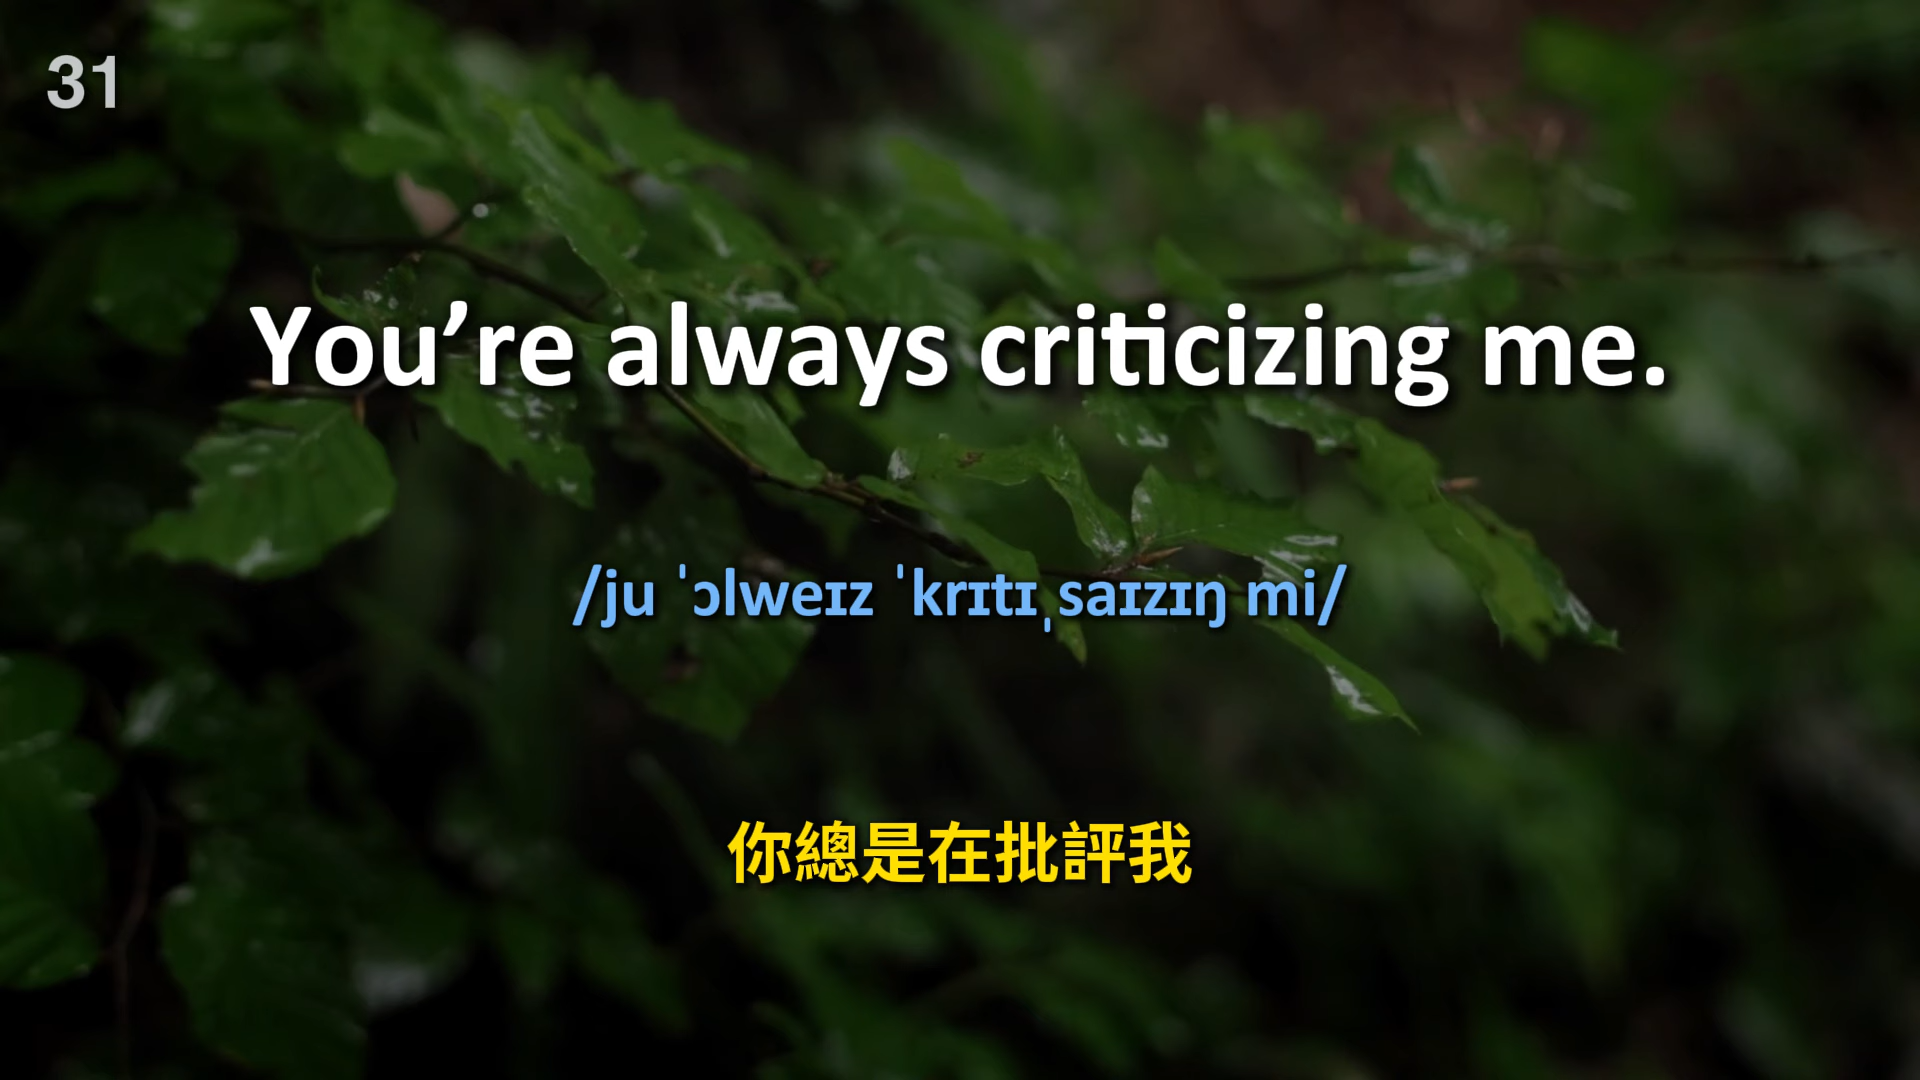 31
You’re always criticizing me.
/ju ˈɔlweɪz ˈkrɪtɪˌsaɪzɪŋ mi/
你總是在批評我